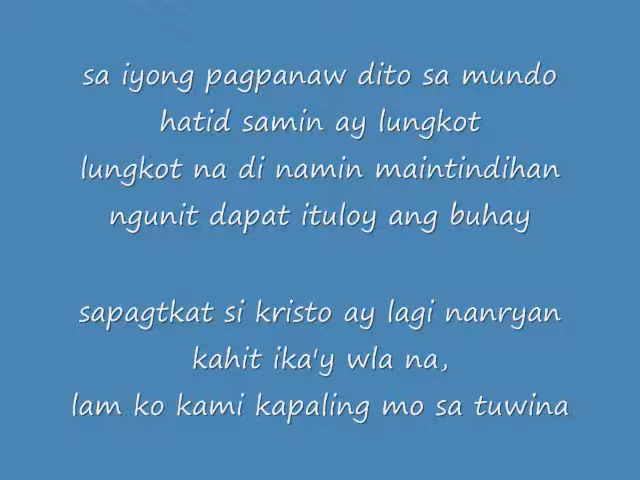 sa iyong pagpanaw dito sa mundo
hatid samin ay lungkot
lungkot na di namin maintindihan
ngunit dapat ituloy ang buhay
sapagtkat si kristo ay lagi nanryan
kahit ika'y wla na,
lam ko kami kapaling mo sa tuwina